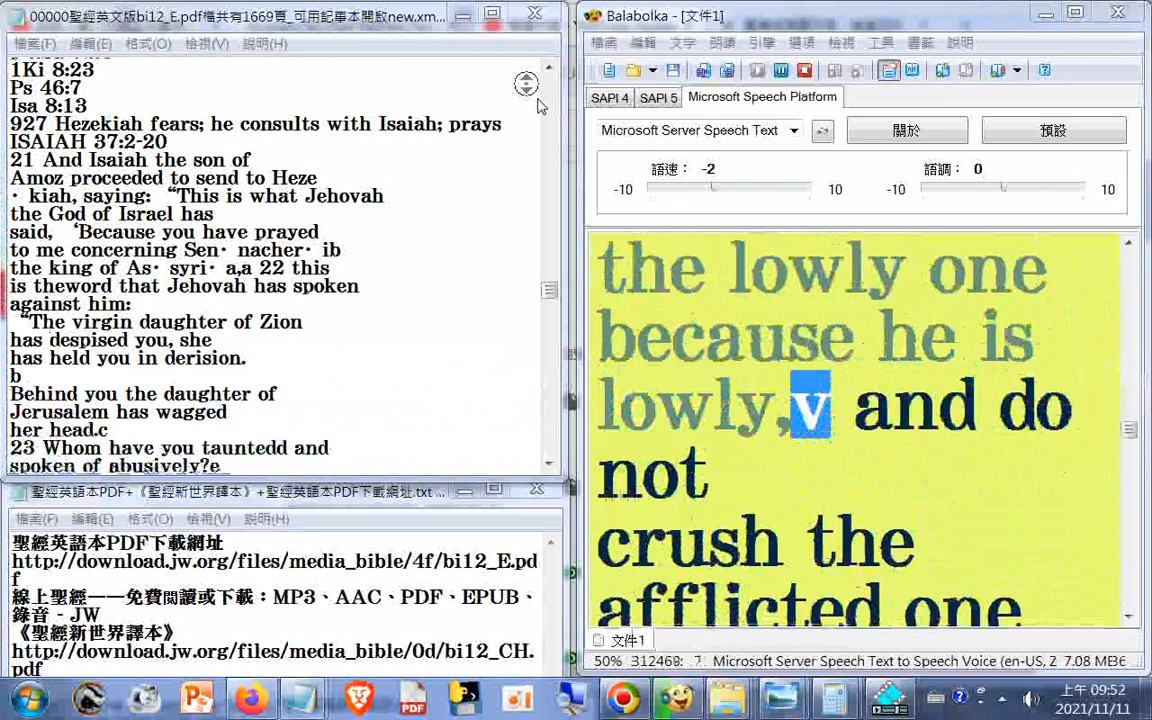 00000聖經英文版bi12_E.pdf檔共有1669頁_可用記事本開啟new.xm...
檔案(F) 編輯(E) 格式(O) 檢視(V) 說明(H)
1Ki 8:23
Ps 46:7
Isa 8:13
927 Hezekiah fears; he consults with Isaiah; prays
ISAIAH 37:2-20
21 And Isaiah the son of
Amoz proceeded to send to Heze
· kiah, saying: “This is what Jehovah
the God of Israel has
said, ‘Because you have prayed
to me concerning Sen· nacher· ib
the king of As· syri· a,a 22 this
is theword that Jehovah has spoken
against him:
“The virgin daughter of Zion
has despised you, she
has held you in derision.
b
Behind you the daughter of
Jerusalem has wagged
her head.c
23 Whom have you tauntedd and
spoken of abusively?e
聖經英語本PDF+《聖經新世界譯本》+聖經英語本PDF下載網址.txt ...
檔案(F) 編輯(E) 格式(O) 檢視(V) 說明(H)
聖經英語本PDF下載網址
http://download.jw.org/files/media_bible/4f/bi12_E.pd
f
線上聖經——免費閱讀或下載：MP3、AAC、PDF、EPUB、
錄音 - JW
《聖經新世界譯本》
http://download.jw.org/files/media_bible/0d/bi12_CH.
pdf
Balabolka - [文件1]
檔案 編輯 文字 朗讀 引擎 選項 檢視 工具 書籤 說明
SAPI 4 SAPI 5 Microsoft Speech Platform
Microsoft Server Speech Text 關於 預設
語速： -2 語調： 0
-10 10 -10 10
the lowly one
because he is
lowly,v and do
not
crush the
afflicted one
文件1
50% 312468: Microsoft Server Speech Text to Speech Voice (en-US, Z 7.08 MB
上午 09:52
2021/11/11